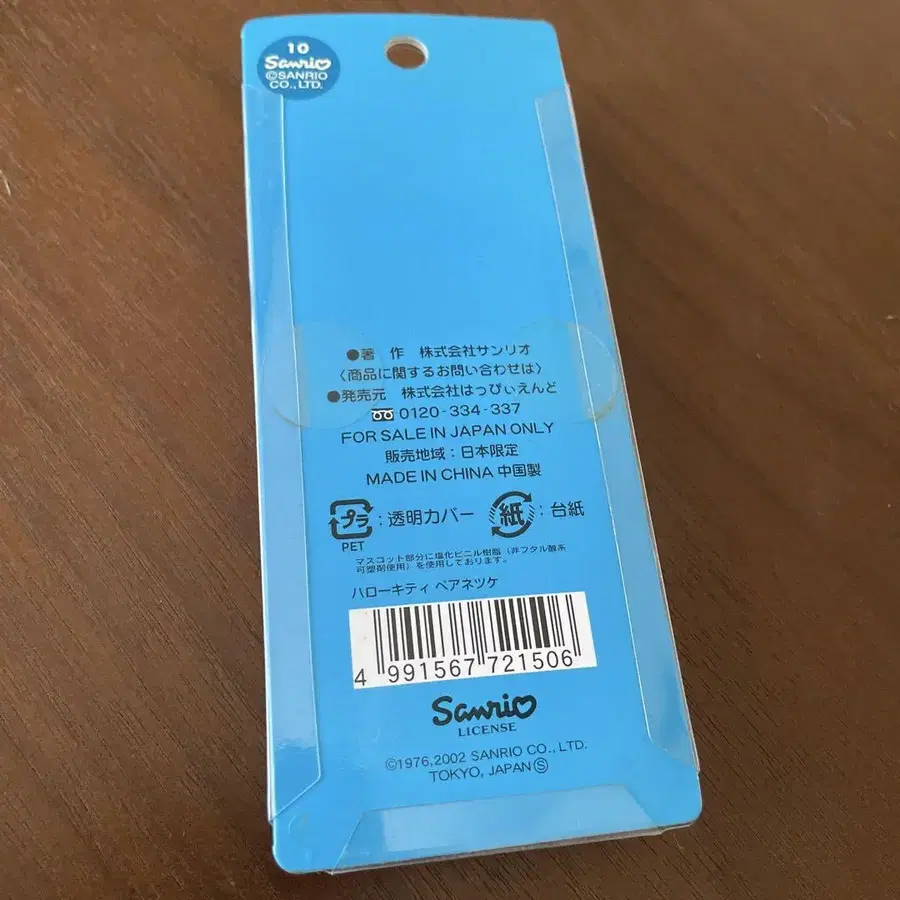 10
Sanrio
©SANRIO
CO., LTD.
●著 作 株式会社サンリオ
〈商品に関するお問い合わせは〉
●発売元 株式会社はっぴぃえんど
0120-334-337
FOR SALE IN JAPAN ONLY
販売地域：日本限定
MADE IN CHINA 中国製
プラ：透明カバー 紙：台紙
PET
マスコット部分に塩化ビニル樹脂（非フタル酸系
可塑剤使用）を使用しております。
ハローキティ ペアネツケ
4 991567 721506
Sanrio
LICENSE
©1976,2002 SANRIO CO., LTD.
TOKYO, JAPAN Ⓢ